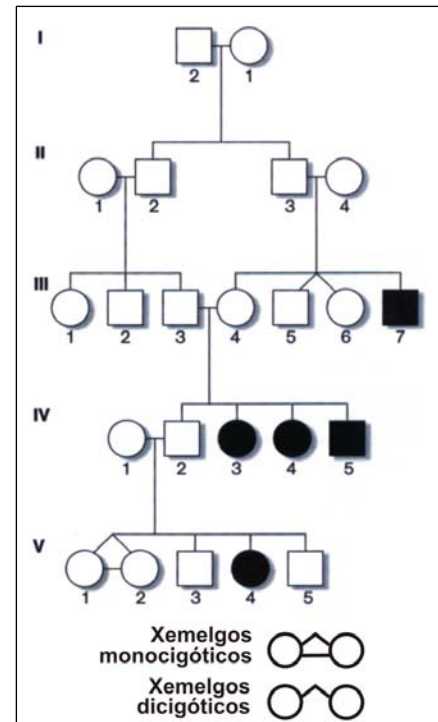 I
2 1
II
1 2 3 4
III
1 2 3 4 5 6 7
IV
1 2 3 4 5
V
1 2 3 4 5
Xemelgos
monocigóticos
Xemelgos
dicigóticos